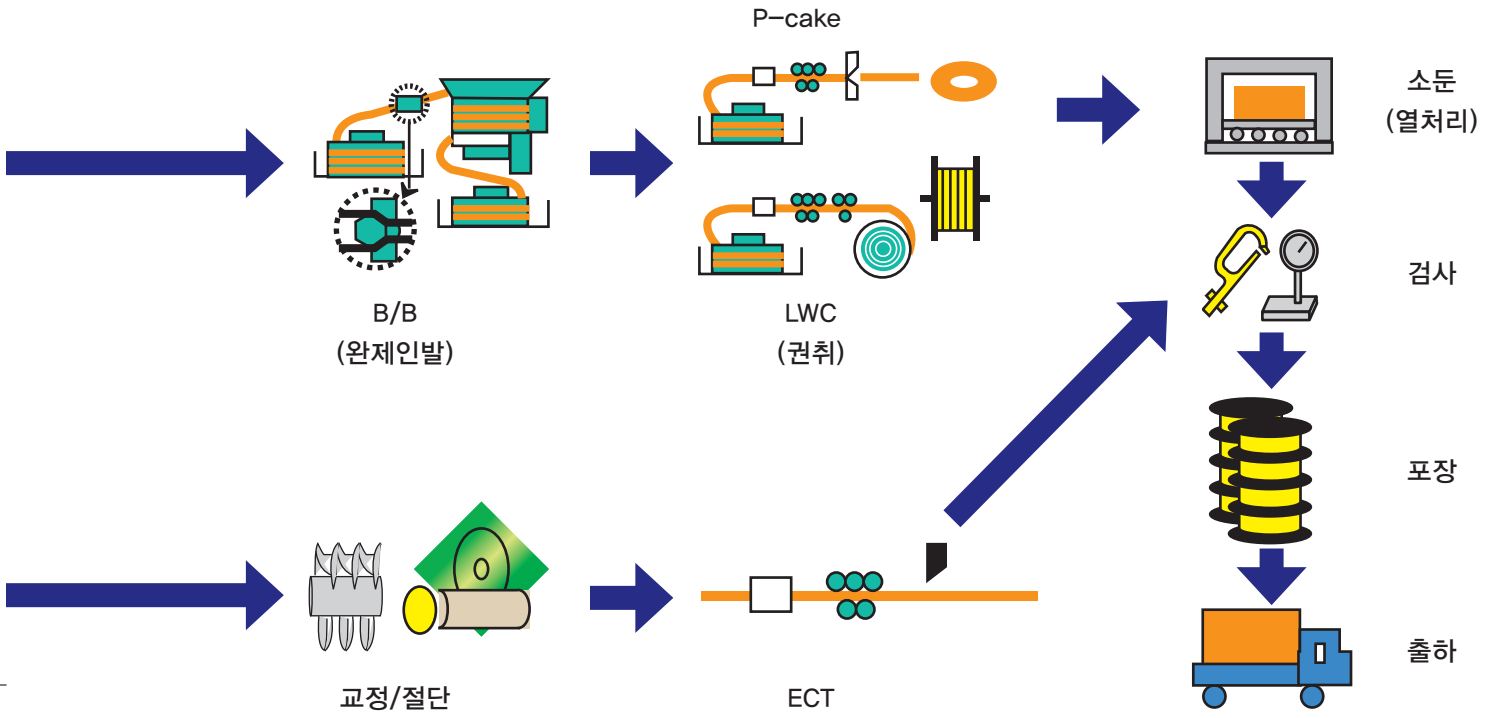 P-cake
소둔
(열처리)
B/B
(완제인발)
LWC
(권취)
검사
포장
교정/절단
ECT
출하